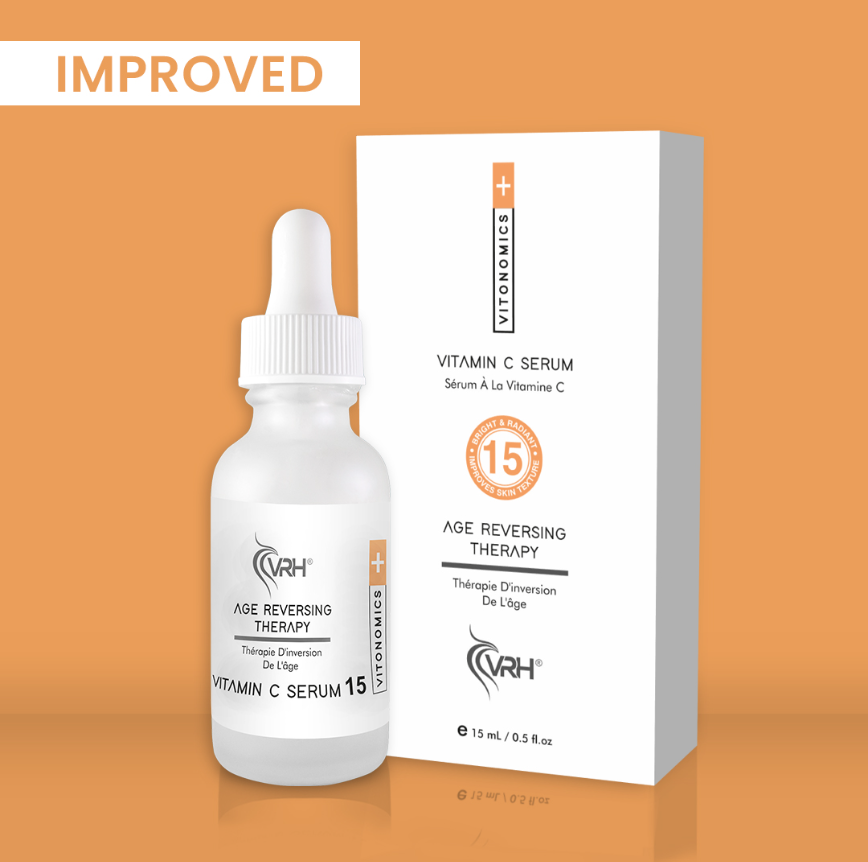 IMPROVED
VRH®
AGE REVERSING
THERAPY
Thérapie D'inversion
De L'âge
VITAMIN C SERUM 15
+
VITONOMICS
+
VITONOMICS
VITAMIN C SERUM
Sérum À La Vitamine C
BRIGHT & RADIANT
15
IMPROVES SKIN TEXTURE
AGE REVERSING
THERAPY
Thérapie D'inversion
De L'âge
VRH®
e 15 mL / 0.5 fl.oz